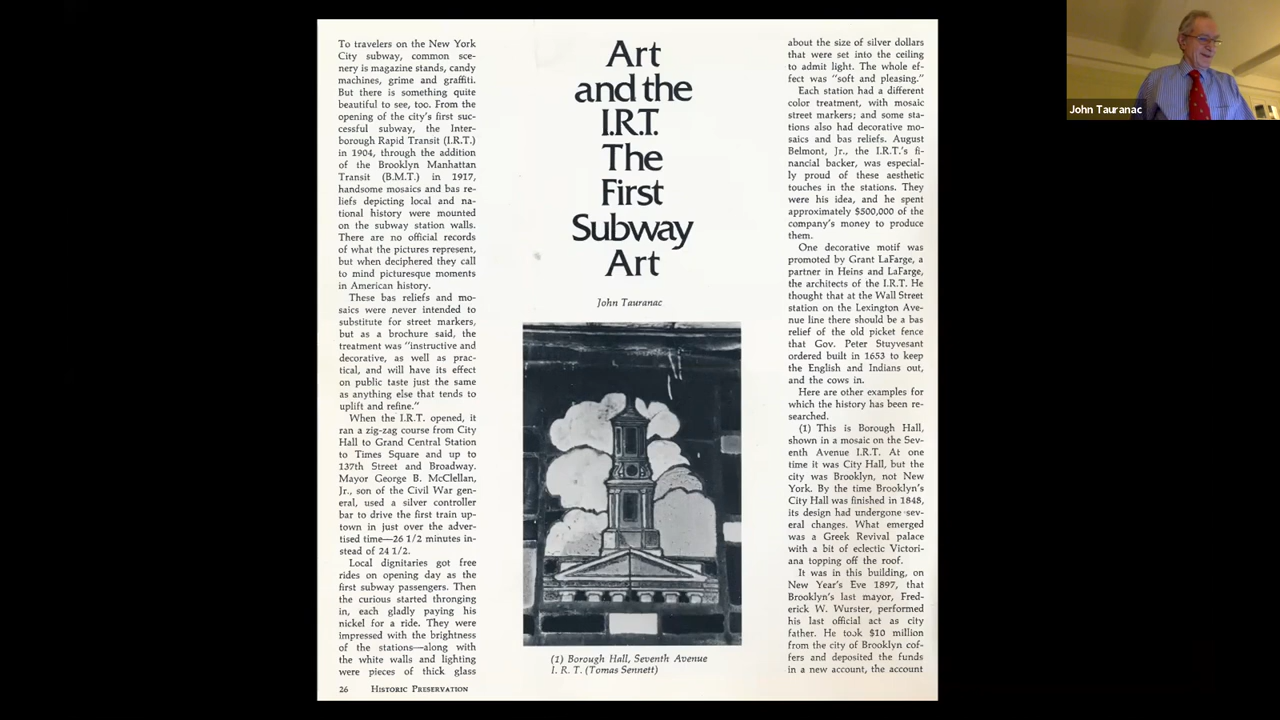 To travelers on the New York
City subway, common sce-
nery is magazine stands, candy
machines, grime and graffiti.
But there is something quite
beautiful to see, too. From the
opening of the city's first suc-
cessful subway, the Inter-
borough Rapid Transit (I.R.T.)
in 1904, through the addition
of the Brooklyn Manhattan
Transit (B.M.T.) in 1917,
handsome mosaics and bas re-
liefs depicting local and na-
tional history were mounted
on the subway station walls.
There are no official records
of what the pictures represent,
but when deciphered they call
to mind picturesque moments
in American history.
These bas reliefs and mo-
saics were never intended to
substitute for street markers,
but as a brochure said, the
treatment was "instructive and
decorative, as well as prac-
tical, and will have its effect
on public taste just the same
as anything else that tends to
uplift and refine."
When the I.R.T. opened, it
ran a zig-zag course from City
Hall to Grand Central Station
to Times Square and up to
137th Street and Broadway.
Mayor George B. McClellan,
Jr., son of the Civil War gen-
eral, used a silver controller
bar to drive the first train up-
town in just over the adver-
tised time—26 1/2 minutes in-
stead of 24 1/2.
Local dignitaries got free
rides on opening day as the
first subway passengers. Then
the curious started thronging
in, each gladly paying his
nickel for a ride. They were
impressed with the brightness
of the stations—along with
the white walls and lighting
were pieces of thick glass
26 HISTORIC PRESERVATION
Art
and the
I.R.T.
The
First
Subway
Art
John Tauranac
(1) Borough Hall, Seventh Avenue
I. R. T. (Tomas Sennett)
about the size of silver dollars
that were set into the ceiling
to admit light. The whole ef-
fect was "soft and pleasing."
Each station had a different
color treatment, with mosaic
street markers; and some sta-
tions also had decorative mo-
saics and bas reliefs. August
Belmont, Jr., the I.R.T.'s fi-
nancial backer, was especial-
ly proud of these aesthetic
touches in the stations. They
were his idea, and he spent
approximately $500,000 of the
company's money to produce
them.
One decorative motif was
promoted by Grant LaFarge, a
partner in Heins and LaFarge,
the architects of the I.R.T. He
thought that at the Wall Street
station on the Lexington Ave-
nue line there should be a bas
relief of the old picket fence
that Gov. Peter Stuyvesant
ordered built in 1653 to keep
the English and Indians out,
and the cows in.
Here are other examples for
which the history has been re-
searched.
(1) This is Borough Hall,
shown in a mosaic on the Sev-
enth Avenue I.R.T. At one
time it was City Hall, but the
city was Brooklyn, not New
York. By the time Brooklyn's
City Hall was finished in 1848,
its design had undergone sev-
eral changes. What emerged
was a Greek Revival palace
with a bit of eclectic Victori-
ana topping off the roof.
It was in this building, on
New Year's Eve 1897, that
Brooklyn's last mayor, Fred-
erick W. Wurster, performed
his last official act as city
father. He took $10 million
from the city of Brooklyn cof-
fers and deposited the funds
in a new account, the account
John Tauranac